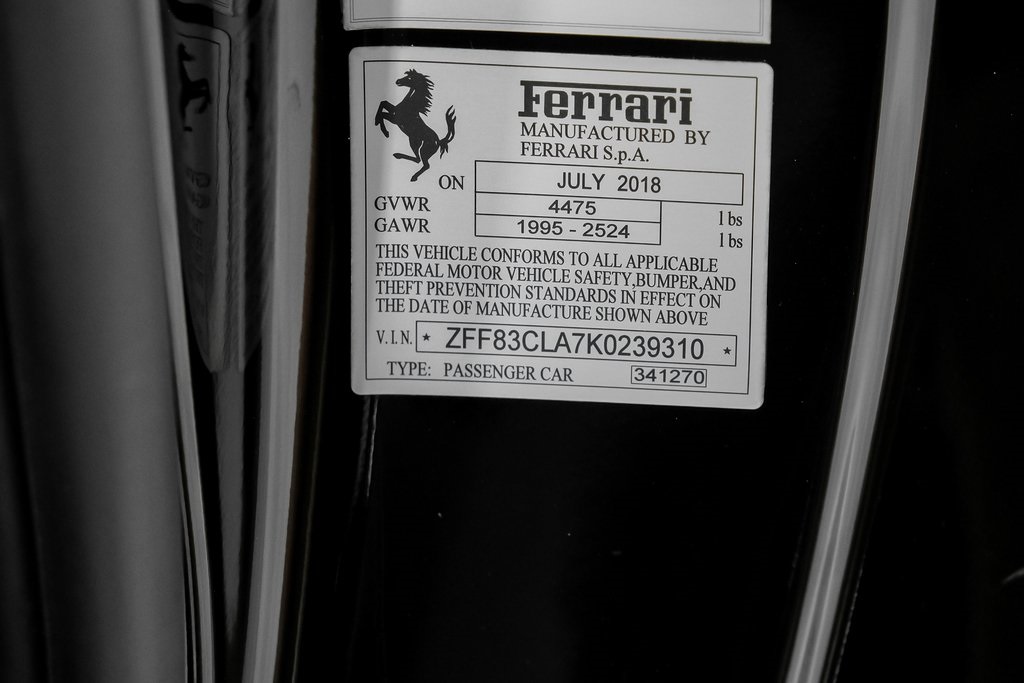 Ferrari
MANUFACTURED BY
FERRARI S.p.A.
ON JULY 2018
GVWR 4475 lbs
GAWR 1995 - 2524 lbs
THIS VEHICLE CONFORMS TO ALL APPLICABLE
FEDERAL MOTOR VEHICLE SAFETY,BUMPER,AND
THEFT PREVENTION STANDARDS IN EFFECT ON
THE DATE OF MANUFACTURE SHOWN ABOVE
V.I.N. * ZFF83CLA7K0239310 *
TYPE: PASSENGER CAR 341270